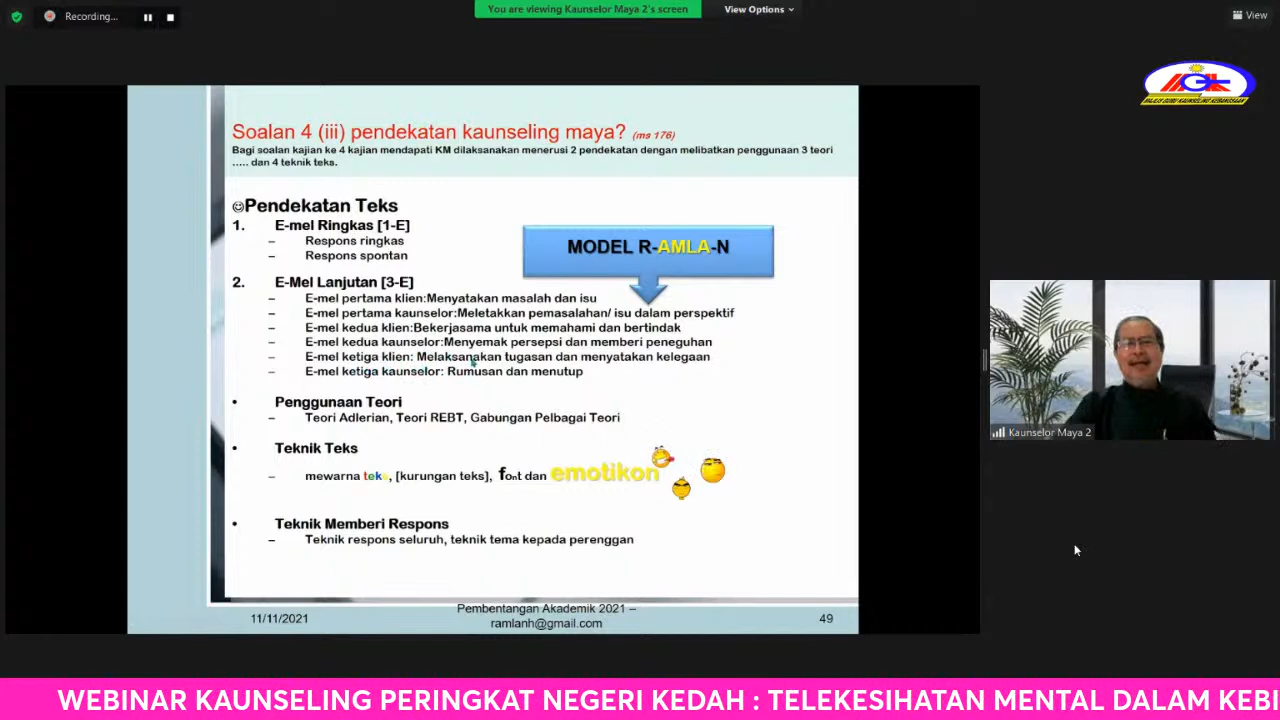 Recording...
You are viewing Kaunselor Maya 2's screen
View Options
View
Soalan 4 (iii) pendekatan kaunseling maya? (ms 176)
Bagi soalan kajian ke 4 kajian mendapati KM dilaksanakan menerusi 2 pendekatan dengan melibatkan penggunaan 3 teori
..... dan 4 teknik teks.
☺Pendekatan Teks
1. E-mel Ringkas [1-E]
– Respons ringkas
– Respons spontan
MODEL R-AMLA-N
2. E-Mel Lanjutan [3-E]
– E-mel pertama klien:Menyatakan masalah dan isu
– E-mel pertama kaunselor:Meletakkan pemasalahan/ isu dalam perspektif
– E-mel kedua klien:Bekerjasama untuk memahami dan bertindak
– E-mel kedua kaunselor:Menyemak persepsi dan memberi peneguhan
– E-mel ketiga klien: Melaksanakan tugasan dan menyatakan kelegaan
– E-mel ketiga kaunselor: Rumusan dan menutup
• Penggunaan Teori
– Teori Adlerian, Teori REBT, Gabungan Pelbagai Teori
• Teknik Teks
– mewarna teks, [kurungan teks], font dan emotikon
• Teknik Memberi Respons
– Teknik respons seluruh, teknik tema kepada perenggan
11/11/2021
Pembentangan Akademik 2021 –
ramlanh@gmail.com
49
Kaunselor Maya 2
MAJLIS GURU KAUNSELING KEBANGSAAN
WEBINAR KAUNSELING PERINGKAT NEGERI KEDAH : TELEKESIHATAN MENTAL DALAM KEBI